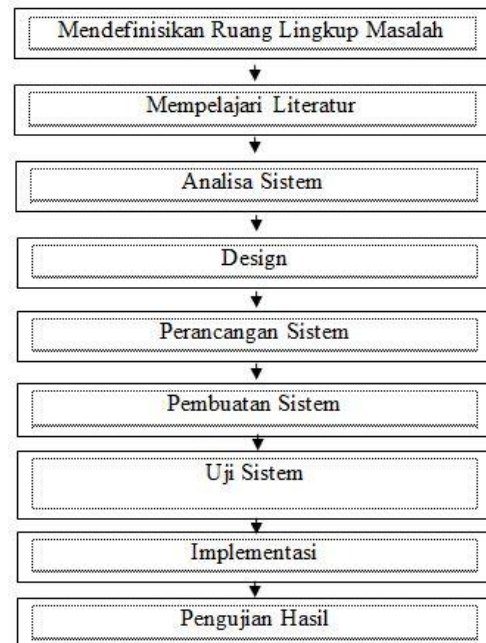 Mendefinisikan Ruang Lingkup Masalah
Mempelajari Literatur
Analisa Sistem
Design
Perancangan Sistem
Pembuatan Sistem
Uji Sistem
Implementasi
Pengujian Hasil